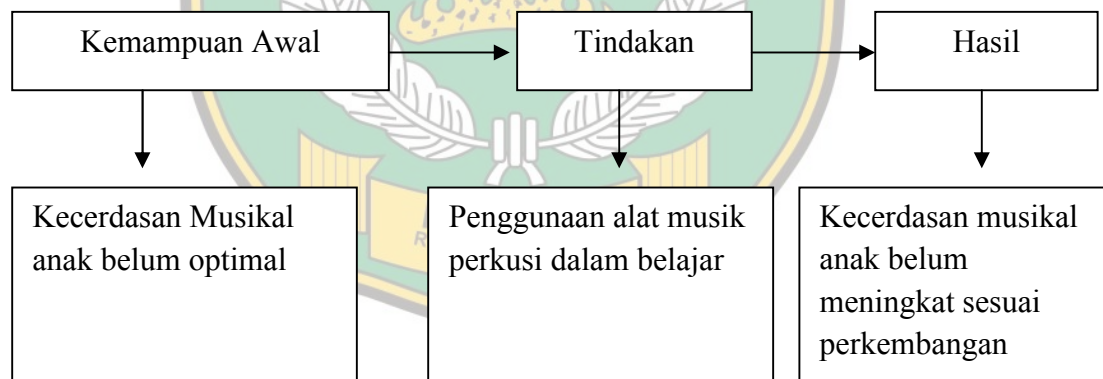 Kemampuan Awal
Tindakan
Hasil
Kecerdasan Musikal
anak belum optimal
Penggunaan alat musik
perkusi dalam belajar
Kecerdasan musikal
anak belum
meningkat sesuai
perkembangan